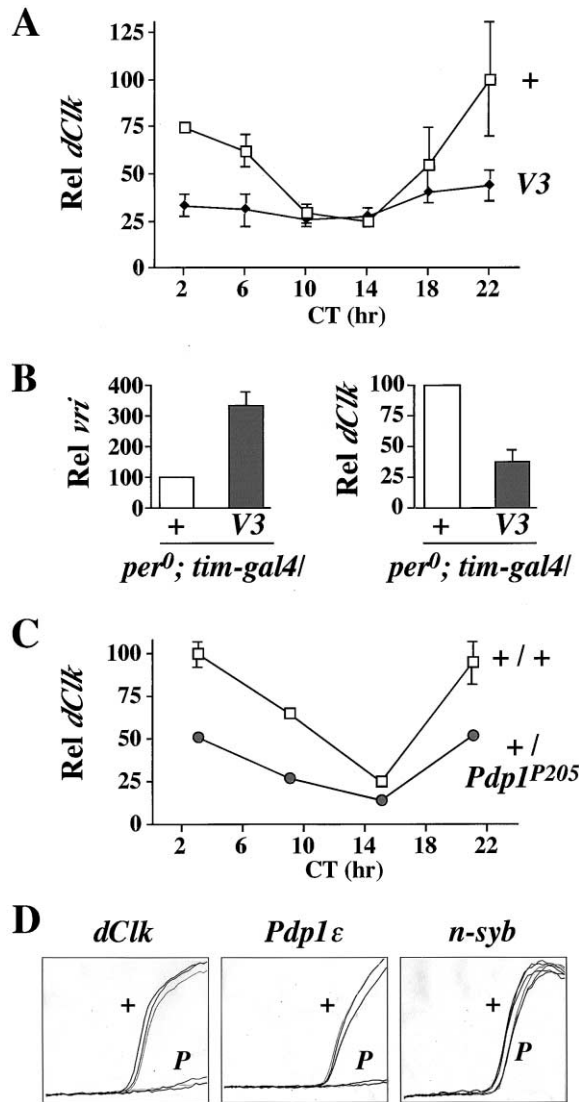 A
125
100
75
50
25
0
Rel dClk
+
V3
2 6 10 14 18 22
CT (hr)
B
400
300
200
100
0
Rel vri
+ V3
per⁰; tim-gal4/
100
75
50
25
0
Rel dClk
+ V3
per⁰; tim-gal4/
C
100
75
50
25
0
Rel dClk
+ / +
+ /
Pdp1ᴾ²⁰⁵
2 6 10 14 18 22
CT (hr)
D
dClk Pdp1 ε n-syb
+ P + P + P